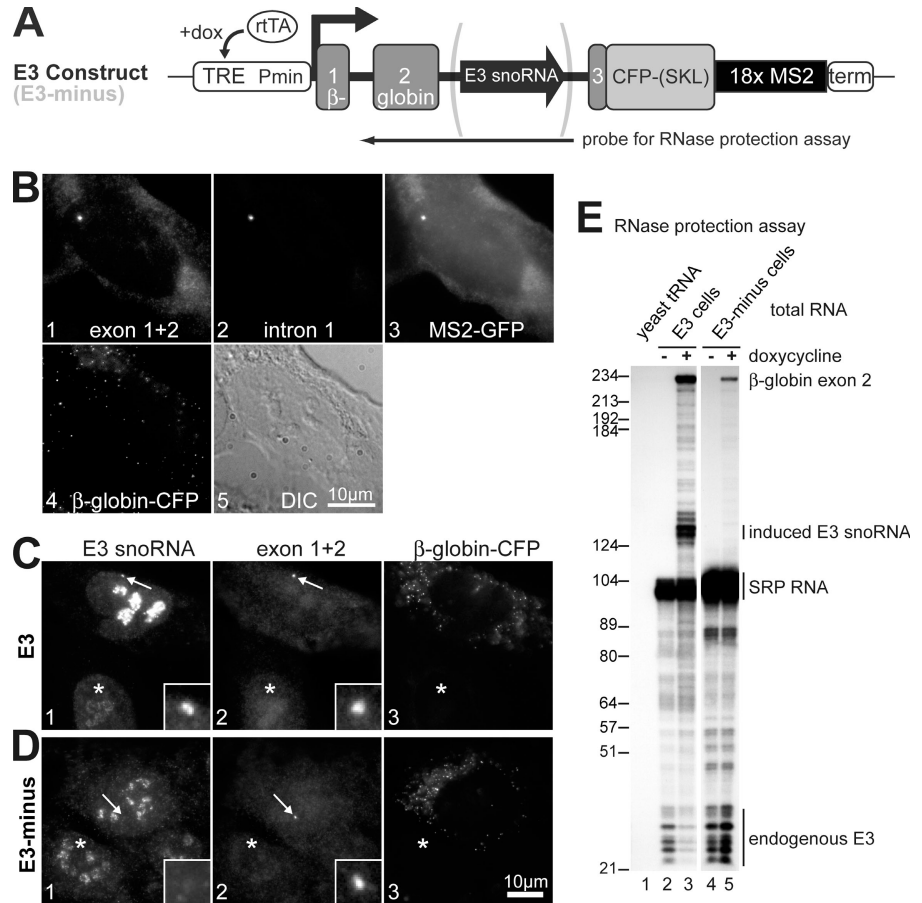 A
+dox
rtTA
E3 Construct
(E3-minus)
TRE Pmin
1
β-
2
globin
E3 snoRNA
3
CFP-(SKL)
18x MS2
term
probe for RNase protection assay
B
1 exon 1+2
2 intron 1
3 MS2-GFP
4 β-globin-CFP
5 DIC
10µm
C
E3 snoRNA
exon 1+2
β-globin-CFP
E3
*
*
*
1
2
3
D
E3-minus
*
*
*
1
2
3
10µm
E RNase protection assay
yeast tRNA
E3 cells
E3-minus cells
total RNA
- + - + doxycycline
234
213
192
184
124
104
89
80
64
57
51
21
β-globin exon 2
induced E3 snoRNA
SRP RNA
endogenous E3
1 2 3 4 5